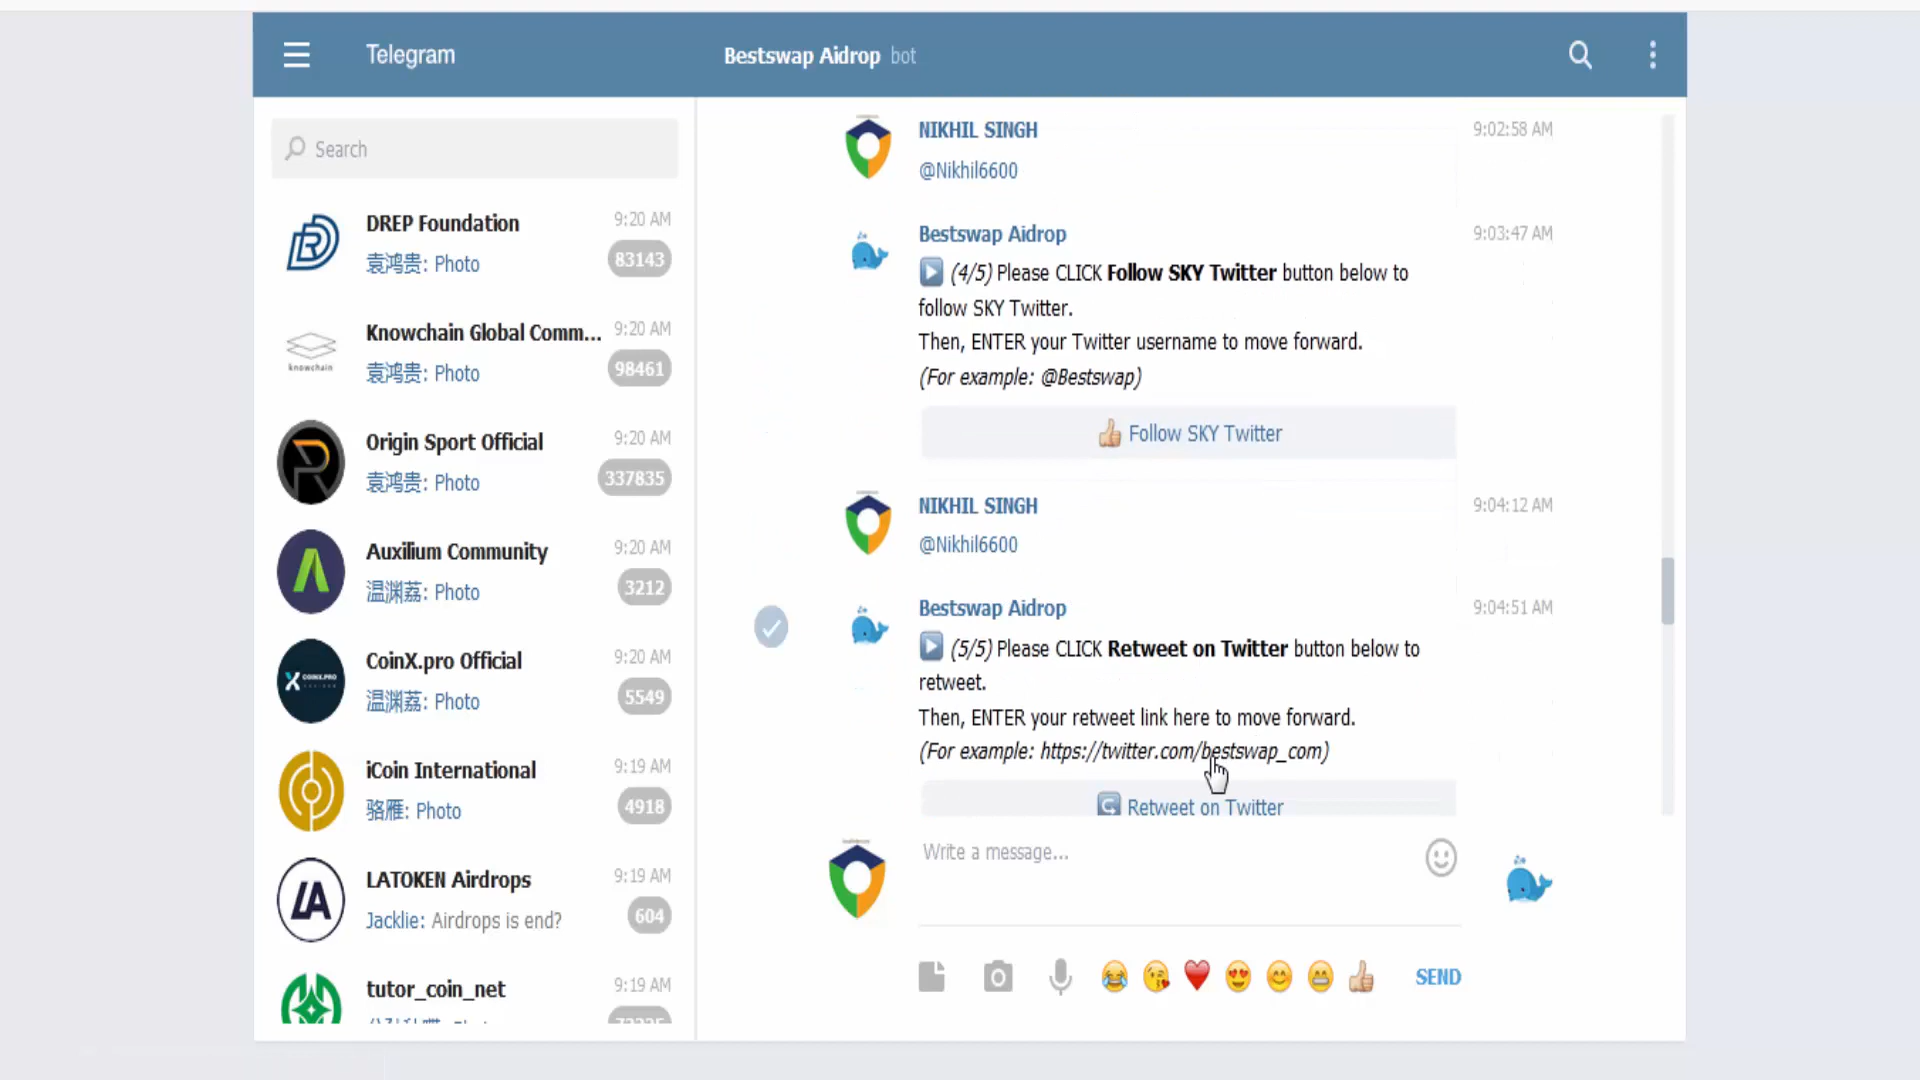 Telegram
Bestswap Aidrop bot
Search
DREP Foundation 9:20 AM
袁鸿贵: Photo 83143
Knowchain Global Comm... 9:20 AM
袁鸿贵: Photo 98461
knowchain
Origin Sport Official 9:20 AM
袁鸿贵: Photo 337835
Auxilium Community 9:20 AM
温渊荔: Photo 3212
CoinX.pro Official 9:20 AM
温渊荔: Photo 5549
iCoin International 9:19 AM
骆雁: Photo 4918
LATOKEN Airdrops 9:19 AM
Jacklie: Airdrops is end? 604
tutor_coin_net 9:19 AM
NIKHIL SINGH 9:02:58 AM
@Nikhil6600
Bestswap Aidrop 9:03:47 AM
(4/5) Please CLICK Follow SKY Twitter button below to
follow SKY Twitter.
Then, ENTER your Twitter username to move forward.
(For example: @Bestswap)
Follow SKY Twitter
NIKHIL SINGH 9:04:12 AM
@Nikhil6600
Bestswap Aidrop 9:04:51 AM
(5/5) Please CLICK Retweet on Twitter button below to
retweet.
Then, ENTER your retweet link here to move forward.
(For example: https://twitter.com/bestswap_com)
Retweet on Twitter
Write a message...
SEND